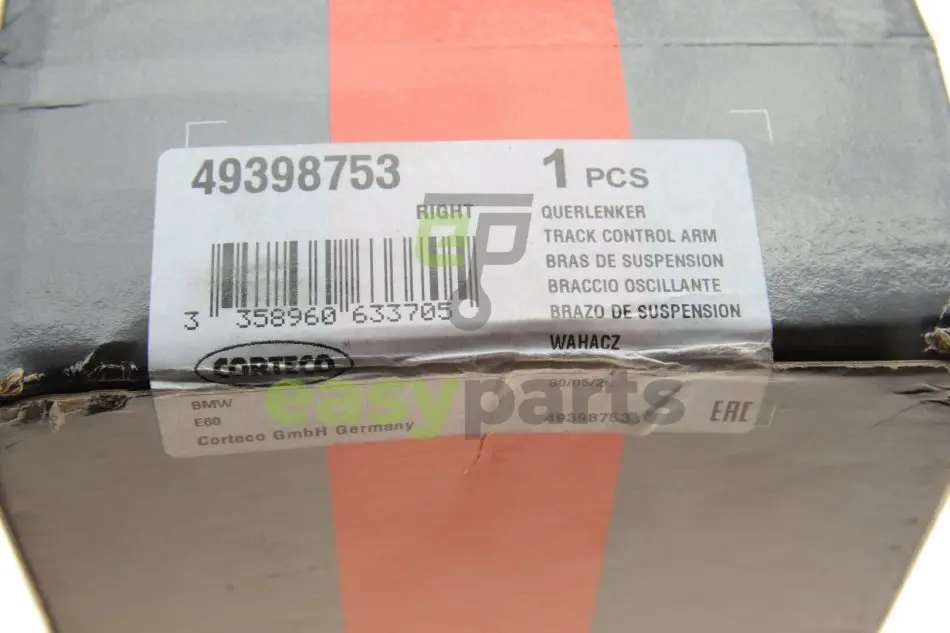 49398753
1 PCS
RIGHT
QUERLENKER
TRACK CONTROL ARM
BRAS DE SUSPENSION
BRACCIO OSCILLANTE
BRAZO DE SUSPENSION
WAHACZ
3 358960 633705
CORTECO
BMW
E60
Corteco GmbH Germany
49398753
EAC
easyparts